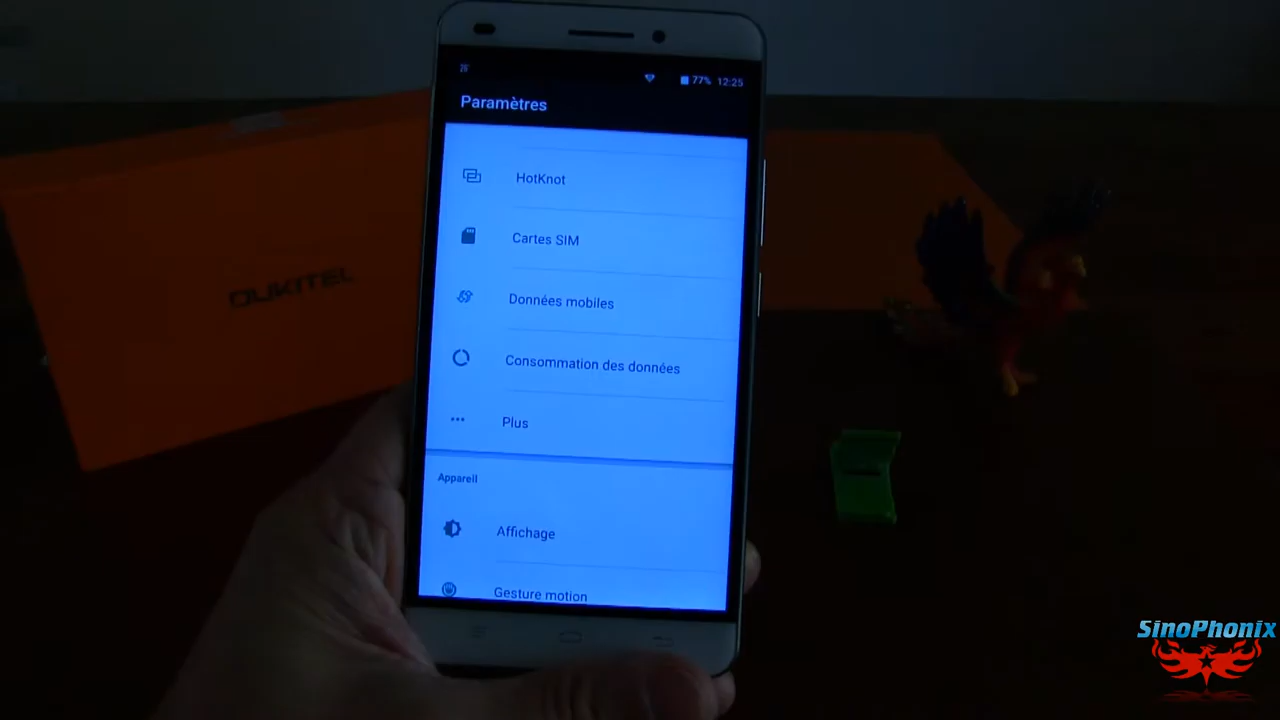 77% 12:25
Paramètres
HotKnot
Cartes SIM
OUKITEL
Données mobiles
Consommation des données
Plus
Appareil
Affichage
Gesture motion
SinoPhonix